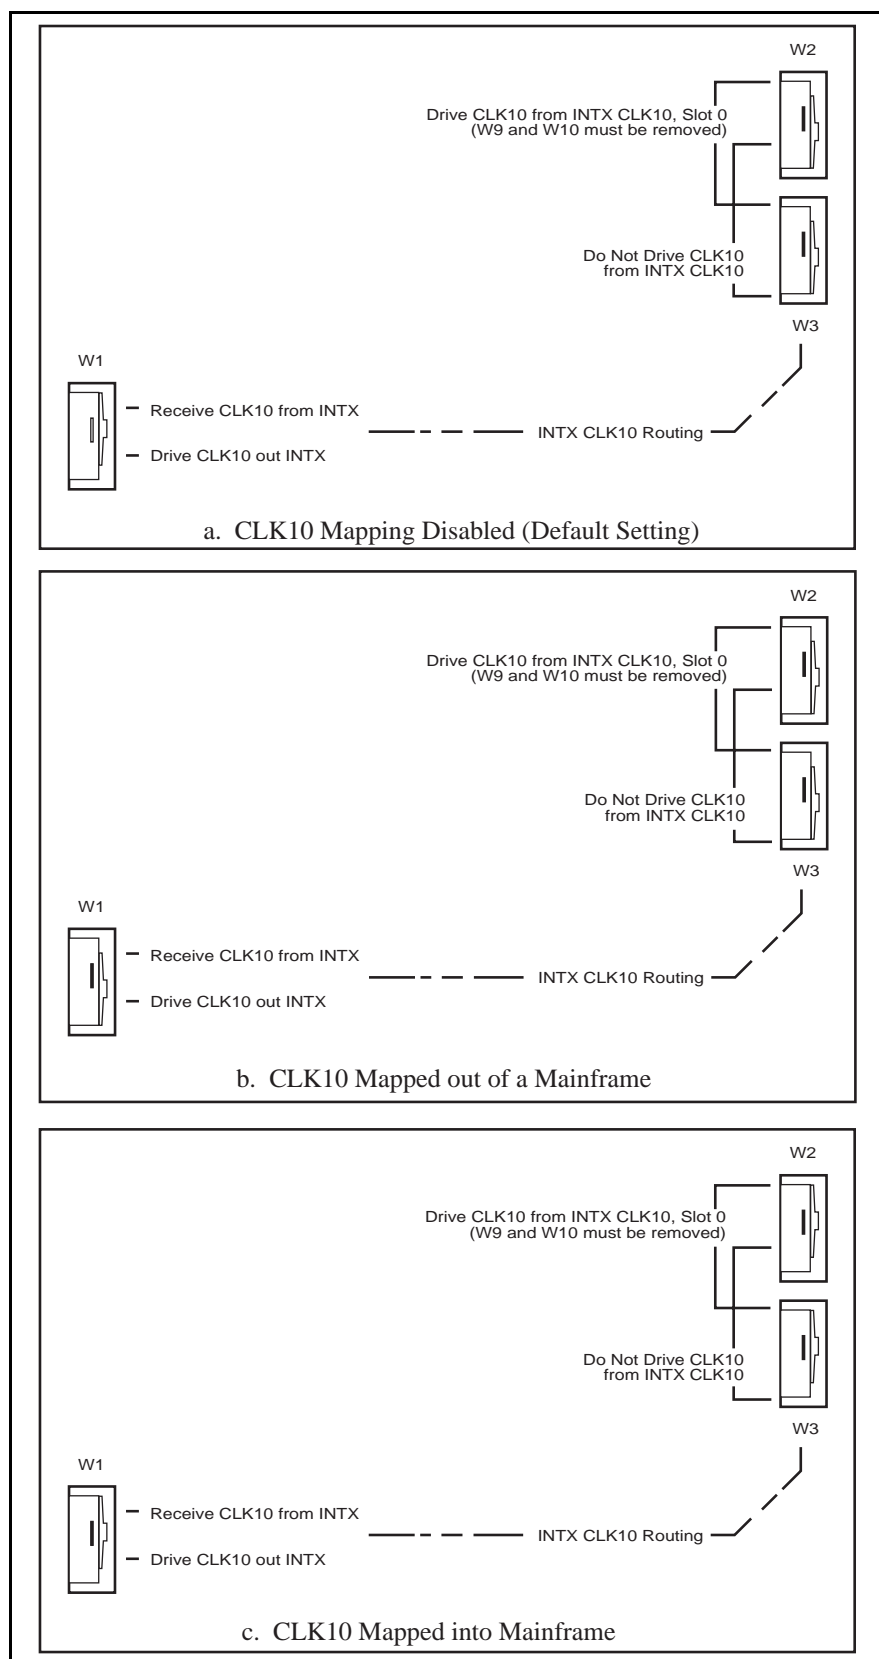 W2
Drive CLK10 from INTX CLK10, Slot 0
(W9 and W10 must be removed)
Do Not Drive CLK10
from INTX CLK10
W3
W1
Receive CLK10 from INTX
INTX CLK10 Routing
Drive CLK10 out INTX
a. CLK10 Mapping Disabled (Default Setting)
W2
Drive CLK10 from INTX CLK10, Slot 0
(W9 and W10 must be removed)
Do Not Drive CLK10
from INTX CLK10
W3
W1
Receive CLK10 from INTX
INTX CLK10 Routing
Drive CLK10 out INTX
b. CLK10 Mapped out of a Mainframe
W2
Drive CLK10 from INTX CLK10, Slot 0
(W9 and W10 must be removed)
Do Not Drive CLK10
from INTX CLK10
W3
W1
Receive CLK10 from INTX
INTX CLK10 Routing
Drive CLK10 out INTX
c. CLK10 Mapped into Mainframe